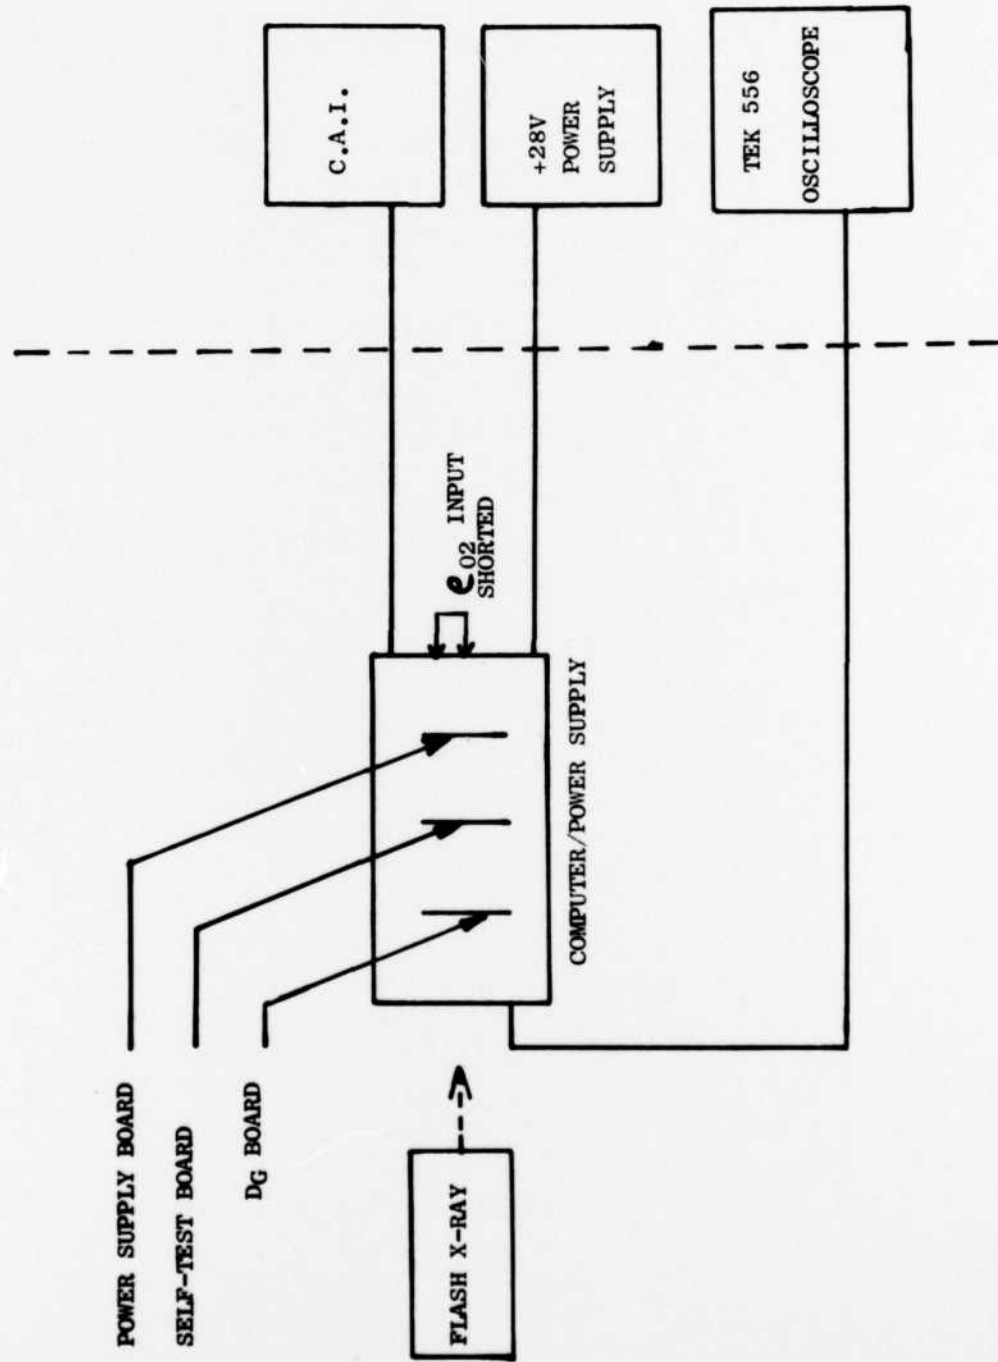 POWER SUPPLY BOARD
SELF-TEST BOARD
DG BOARD
FLASH X-RAY
COMPUTER/POWER SUPPLY
e02 INPUT
SHORTED
C.A.I.
+28V
POWER
SUPPLY
TEK 556
OSCILLOSCOPE